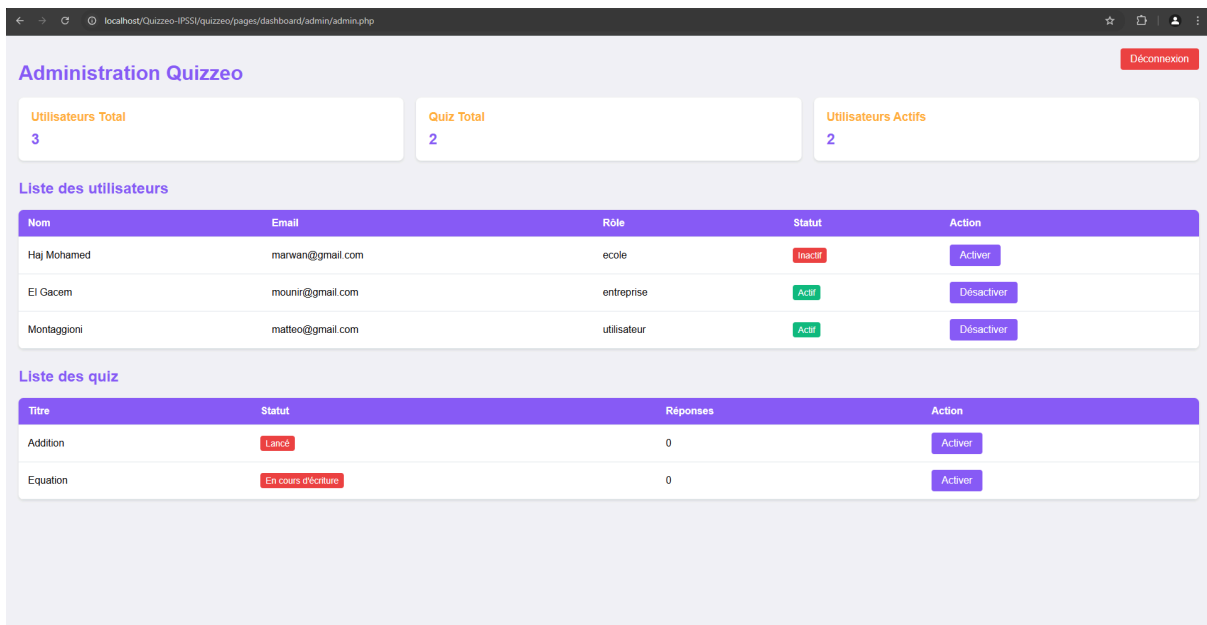 localhost/Quizzeo-IPSSI/quizzeo/pages/dashboard/admin/admin.php
Déconnexion
Administration Quizzeo
Utilisateurs Total Quiz Total Utilisateurs Actifs
3 2 2
Liste des utilisateurs
Nom Email Rôle Statut Action
Haj Mohamed marwan@gmail.com ecole Inactif Activer
El Gacem mounir@gmail.com entreprise Actif Désactiver
Montaggioni matteo@gmail.com utilisateur Actif Désactiver
Liste des quiz
Titre Statut Réponses Action
Addition Lancé 0 Activer
Equation En cours d'écriture 0 Activer